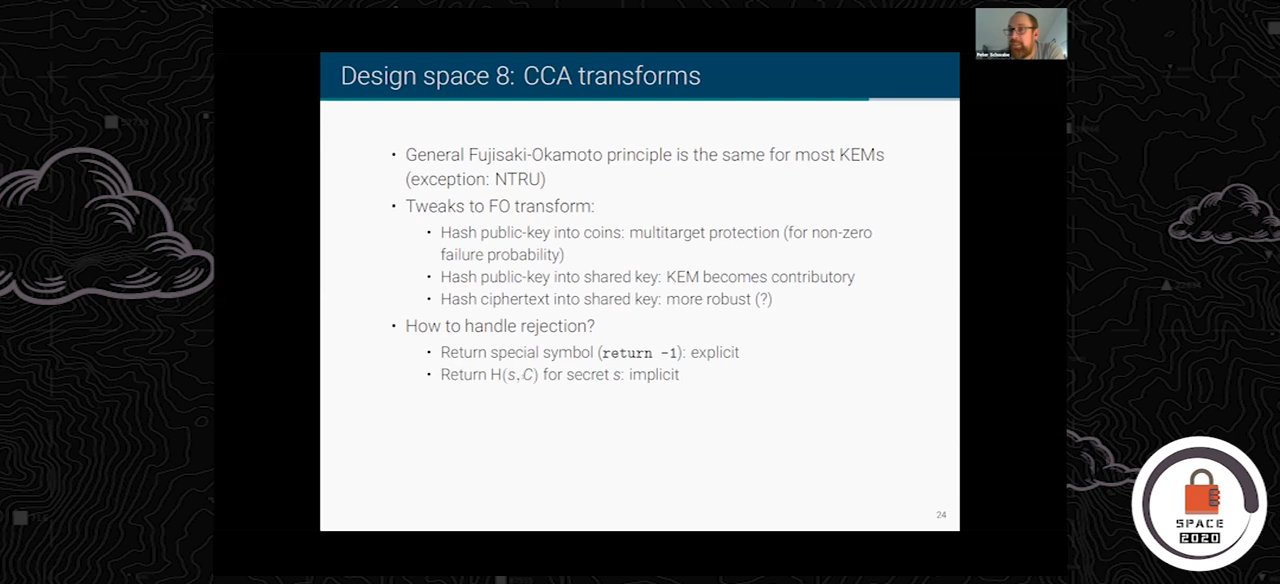 Peter Schwabe
Design space 8: CCA transforms
• General Fujisaki-Okamoto principle is the same for most KEMs
(exception: NTRU)
• Tweaks to FO transform:
• Hash public-key into coins: multitarget protection (for non-zero
failure probability)
• Hash public-key into shared key: KEM becomes contributory
• Hash ciphertext into shared key: more robust (?)
• How to handle rejection?
• Return special symbol (return -1): explicit
• Return H(s, C) for secret s: implicit
24
SPACE
2020